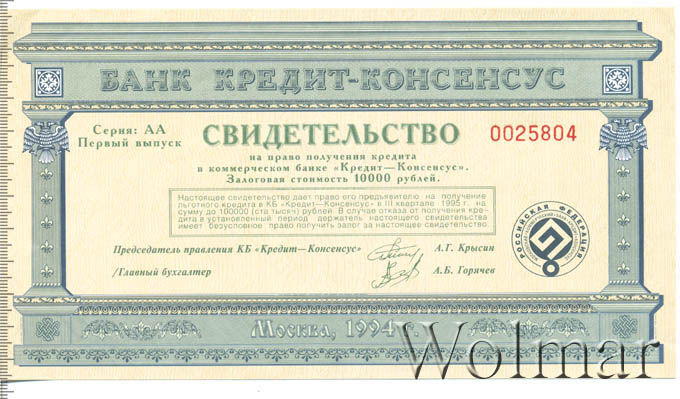 БАНК КРЕДИТ-КОНСЕНСУС
Серия: АА
Первый выпуск
СВИДЕТЕЛЬСТВО
0025804
на право получения кредита
в коммерческом банке «Кредит—Консенсус».
Залоговая стоимость 10000 рублей.
Настоящее свидетельство дает право его предъявителю на получение
льготного кредита в КБ «Кредит—Консенсус» в III квартале 1995 г. на
сумму до 100000 (ста тысяч) рублей. В случае отказа от получения кре-
дита в установленный период держатель настоящего свидетельства
имеет безусловное право получить залог за настоящее свидетельство.
РОССИЙСКАЯ ФЕДЕРАЦИЯ
Председатель правления КБ «Кредит—Консенсус»
А.Г. Крысин
/Главный бухгалтер
А.Б. Горячев
Москва, 1994 г.
Wolmar